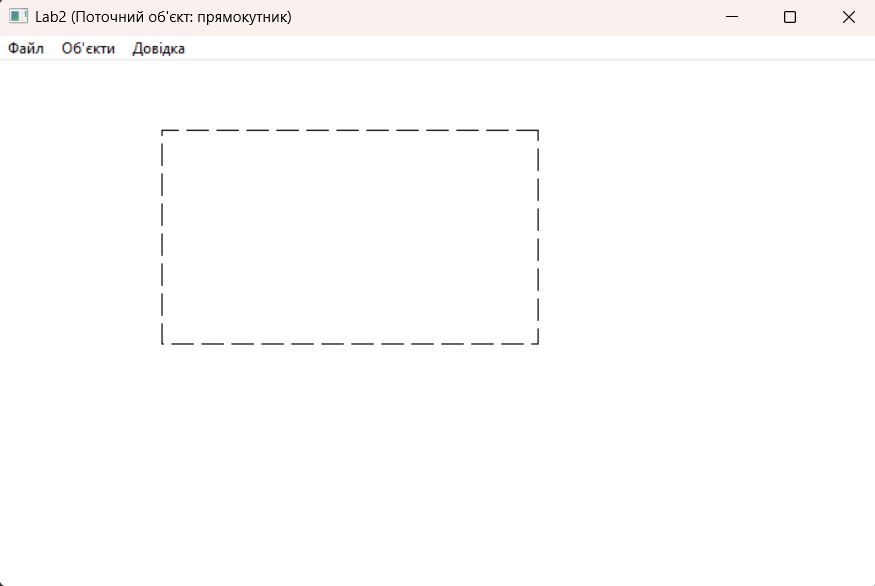 Lab2 (Поточний об'єкт: прямокутник)
Файл Об'єкти Довідка